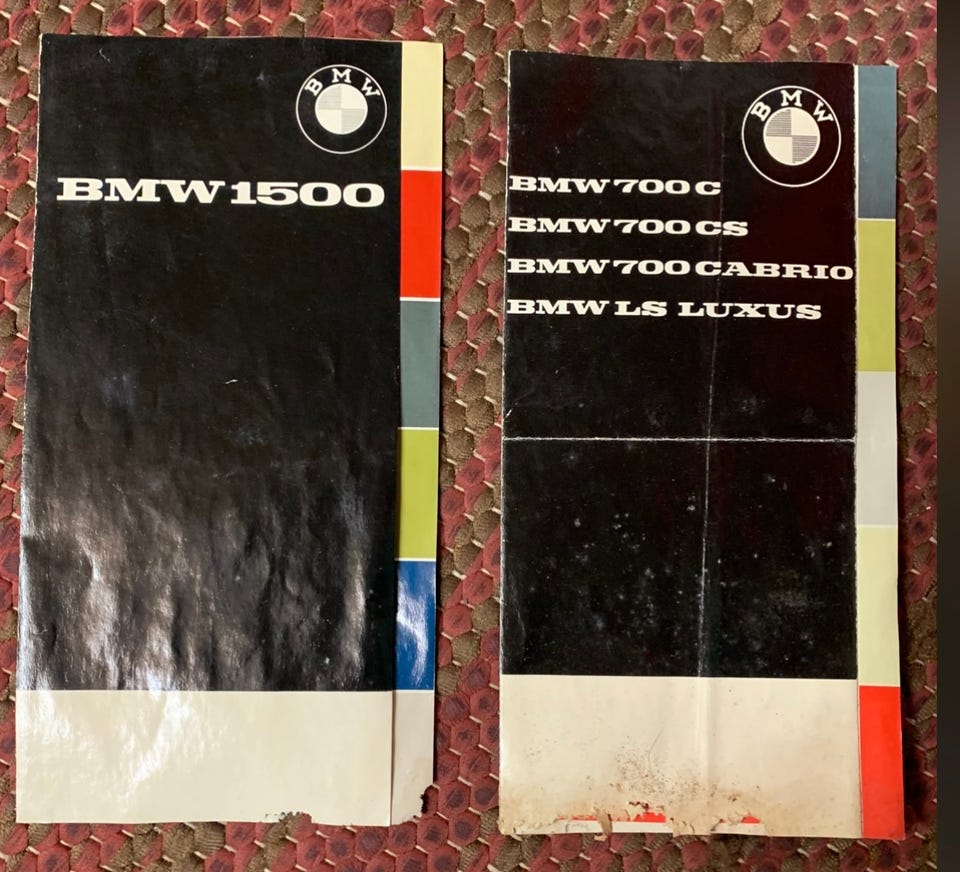 BMW
BMW 1500
BMW
BMW 700 C
BMW 700 CS
BMW 700 CABRIO
BMW LS LUXUS